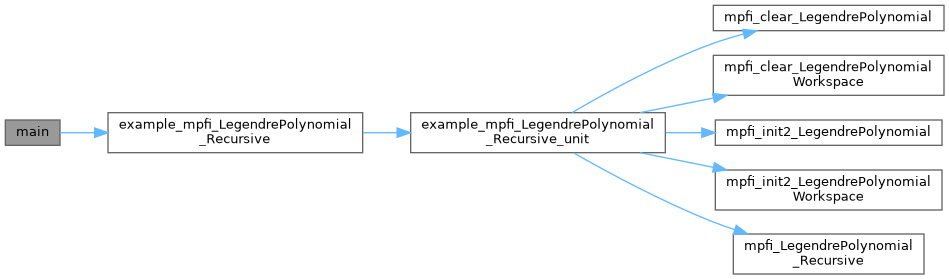 main
example_mpfi_LegendrePolynomial
_Recursive
example_mpfi_LegendrePolynomial
_Recursive_unit
mpfi_clear_LegendrePolynomial
mpfi_clear_LegendrePolynomial
Workspace
mpfi_init2_LegendrePolynomial
mpfi_init2_LegendrePolynomial
Workspace
mpfi_LegendrePolynomial
_Recursive